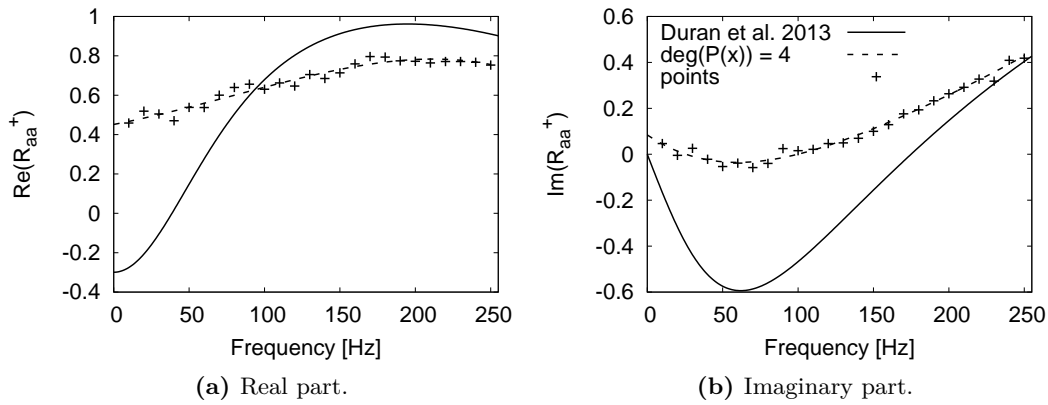 1
0.8
0.6
0.4
0.2
0
-0.2
-0.4
Re(Raa+)
0 50 100 150 200 250
Frequency [Hz]
(a) Real part.
0.6
0.4
0.2
0
-0.2
-0.4
-0.6
Im(Raa+)
Duran et al. 2013
deg(P(x)) = 4
points
0 50 100 150 200 250
Frequency [Hz]
(b) Imaginary part.